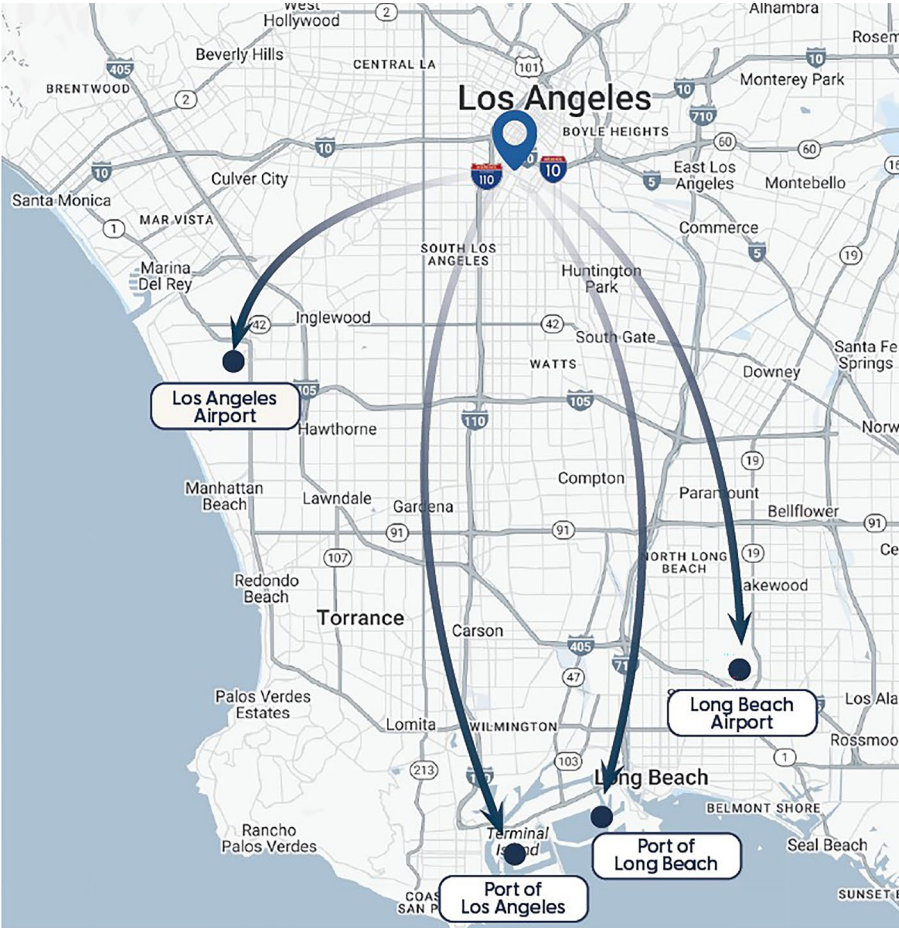 West
Hollywood
2
Alhambra
Rosem
Beverly Hills
CENTRAL LA
101
10
405
BRENTWOOD
10
Monterey Park
Los Angeles
2
710
BOYLE HEIGHTS
60
60
10
10
110
10
5
East Los
Angeles
Montebello
16
Culver City
Santa Monica
MAR VISTA
1
Commerce
SOUTH LOS
ANGELES
5
19
Marina
Del Rey
Huntington
Park
42
Inglewood
42
South Gate
Santa Fe
Springs
WATTS
Downey
Los Angeles
Airport
105
105
110
Hawthorne
Norw
19
Manhattan
Beach
Lawndale
Gardena
Compton
Paramount
Bellflower
91
91
91
107
NORTH LONG
BEACH
19
Ce
Redondo
Beach
akewood
Torrance
Carson
405
710
47
Long Beach
Airport
Los Ala
Palos Verdes
Estates
Lomita
WILMINGTON
Rossmoo
213
103
1
Long Beach
BELMONT SHORE
Rancho
Palos Verdes
Terminal
Island
Port of
Long Beach
Seal Beach
COAS
SAN P
Port of
Los Angeles
SUNSET B